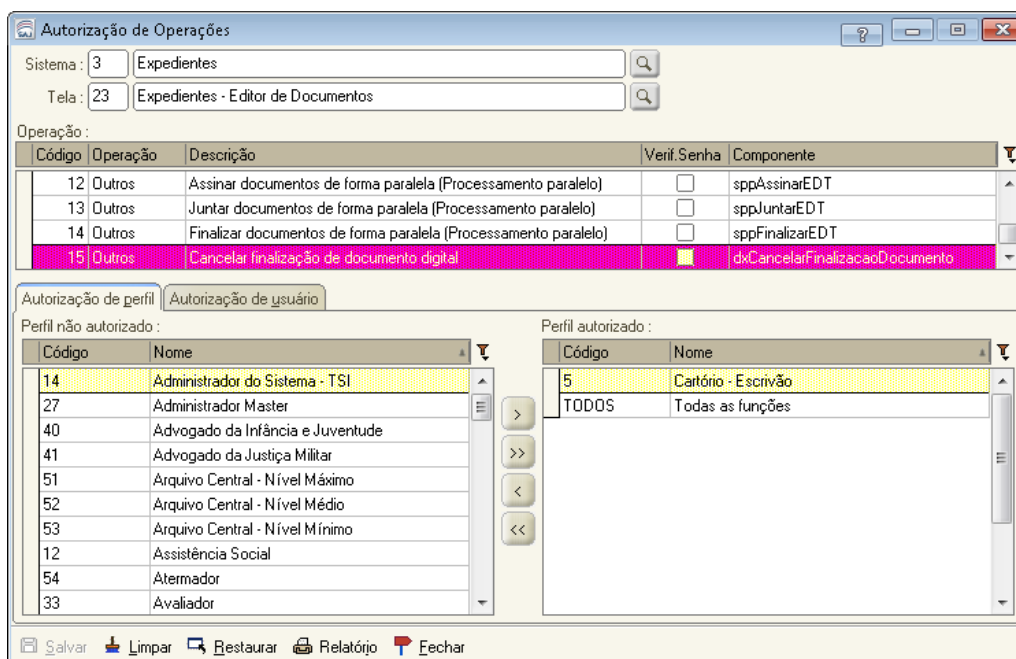 Autorização de Operações
Sistema : 3 Expedientes
Tela : 23 Expedientes - Editor de Documentos
Operação :
Código Operação Descrição Verif.Senha Componente
12 Outros Assinar documentos de forma paralela (Processamento paralelo) sppAssinarEDT
13 Outros Juntar documentos de forma paralela (Processamento paralelo) sppJuntarEDT
14 Outros Finalizar documentos de forma paralela (Processamento paralelo) sppFinalizarEDT
15 Outros Cancelar finalização de documento digital dxCancelarFinalizacaoDocumento
Autorização de perfil Autorização de usuário
Perfil não autorizado : Perfil autorizado :
Código Nome Código Nome
14 Administrador do Sistema - TSI 5 Cartório - Escrivão
27 Administrador Master TODOS Todas as funções
40 Advogado da Infância e Juventude
41 Advogado da Justiça Militar
51 Arquivo Central - Nível Máximo
52 Arquivo Central - Nível Médio
53 Arquivo Central - Nível Mínimo
12 Assistência Social
54 Atermador
33 Avaliador
>
>>
<
<<
Salvar Limpar Restaurar Relatório Fechar